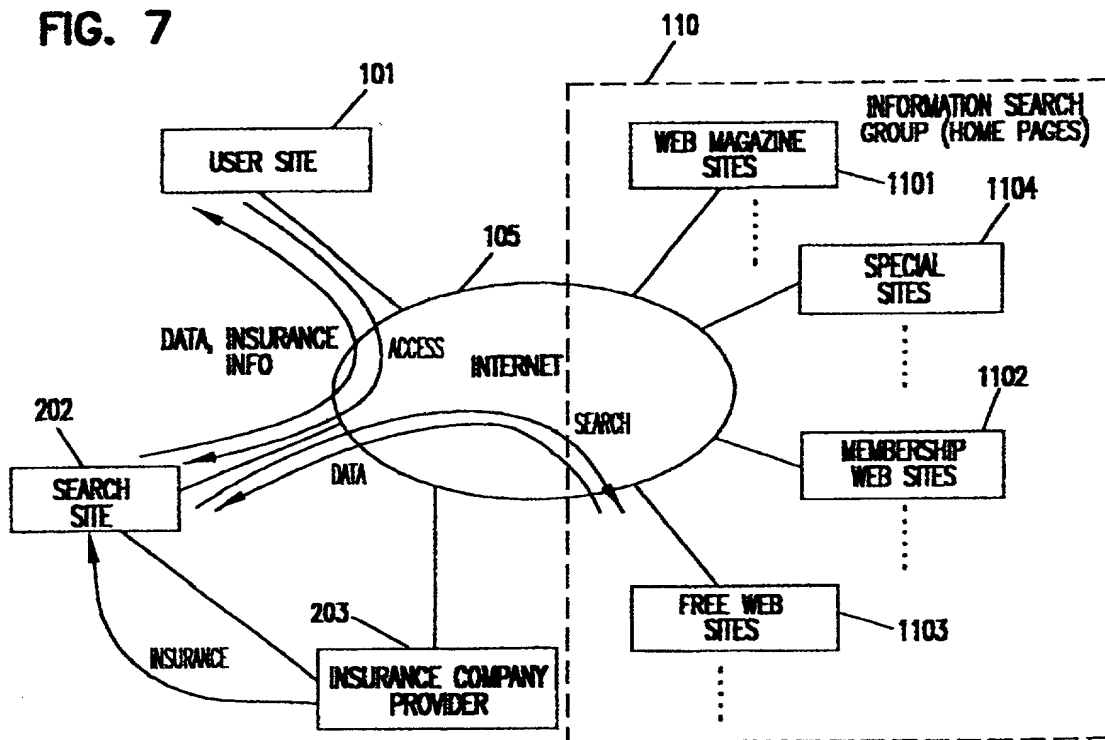 FIG. 7
110
101
INFORMATION SEARCH
GROUP (HOME PAGES)
USER SITE
WEB MAGAZINE
SITES
1101
1104
105
SPECIAL
SITES
DATA, INSURANCE
INFO
ACCESS
INTERNET
202
1102
SEARCH
MEMBERSHIP
WEB SITES
SEARCH
SITE
DATA
203
FREE WEB
SITES
1103
INSURANCE
INSURANCE COMPANY
PROVIDER